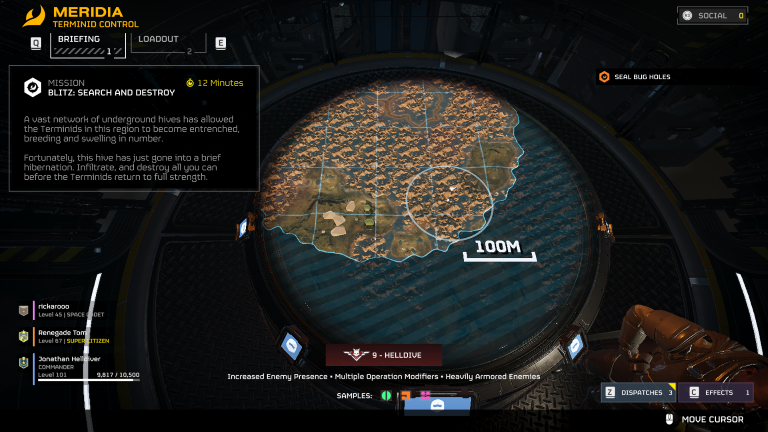 MERIDIA
TERMINID CONTROL
SOCIAL 0
Q BRIEFING 1 LOADOUT 2 E
MISSION 12 Minutes
BLITZ: SEARCH AND DESTROY
A vast network of underground hives has allowed
the Terminids in this region to become entrenched,
breeding and swelling in number.
Fortunately, this hive has just gone into a brief
hibernation. Infiltrate, and destroy all you can
before the Terminids return to full strength.
SEAL BUG HOLES
100M
rickarooo
Level 45 | SPACE CADET
Renegade Tom
Level 67 | SUPER CITIZEN
Jonathan Helldiver
COMMANDER
Level 101 9,817 / 10,500
9 - HELLDIVE
Increased Enemy Presence • Multiple Operation Modifiers • Heavily Armored Enemies
SAMPLES:
Z DISPATCHES 3 C EFFECTS 1
MOVE CURSOR